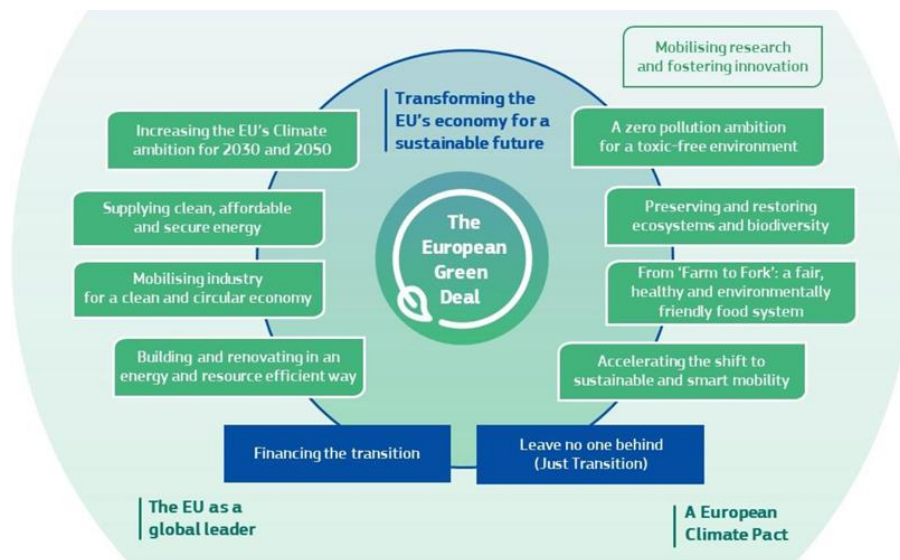 Mobilising research
and fostering innovation
Transforming the
EU's economy for a
sustainable future
Increasing the EU's Climate
ambition for 2030 and 2050
A zero pollution ambition
for a toxic-free environment
Supplying clean, affordable
and secure energy
Preserving and restoring
ecosystems and biodiversity
The
European
Green
Deal
Mobilising industry
for a clean and circular economy
From 'Farm to Fork': a fair,
healthy and environmentally
friendly food system
Building and renovating in an
energy and resource efficient way
Accelerating the shift to
sustainable and smart mobility
Financing the transition
Leave no one behind
(Just Transition)
The EU as a
global leader
A European
Climate Pact